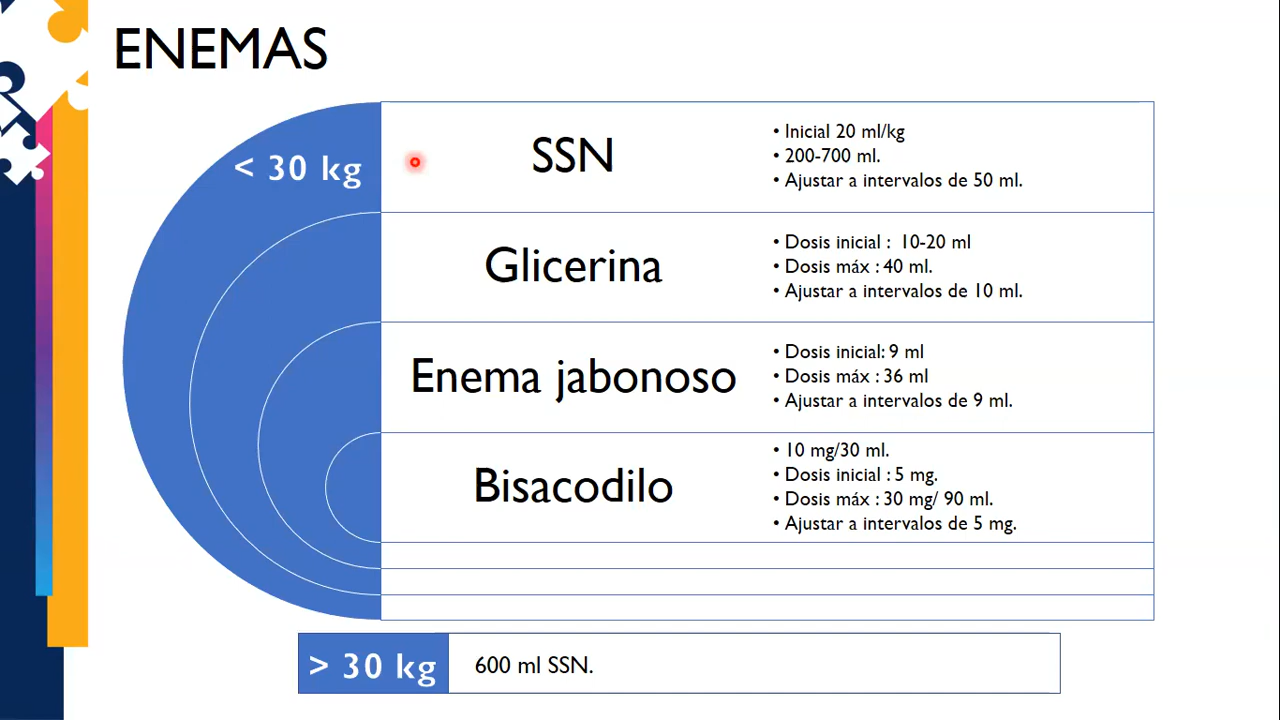 ENEMAS
< 30 kg
SSN
• Inicial 20 ml/kg
• 200-700 ml.
• Ajustar a intervalos de 50 ml.
Glicerina
• Dosis inicial : 10-20 ml
• Dosis máx : 40 ml.
• Ajustar a intervalos de 10 ml.
Enema jabonoso
• Dosis inicial: 9 ml
• Dosis máx : 36 ml
• Ajustar a intervalos de 9 ml.
Bisacodilo
• 10 mg/30 ml.
• Dosis inicial : 5 mg.
• Dosis máx : 30 mg/ 90 ml.
• Ajustar a intervalos de 5 mg.
> 30 kg
600 ml SSN.